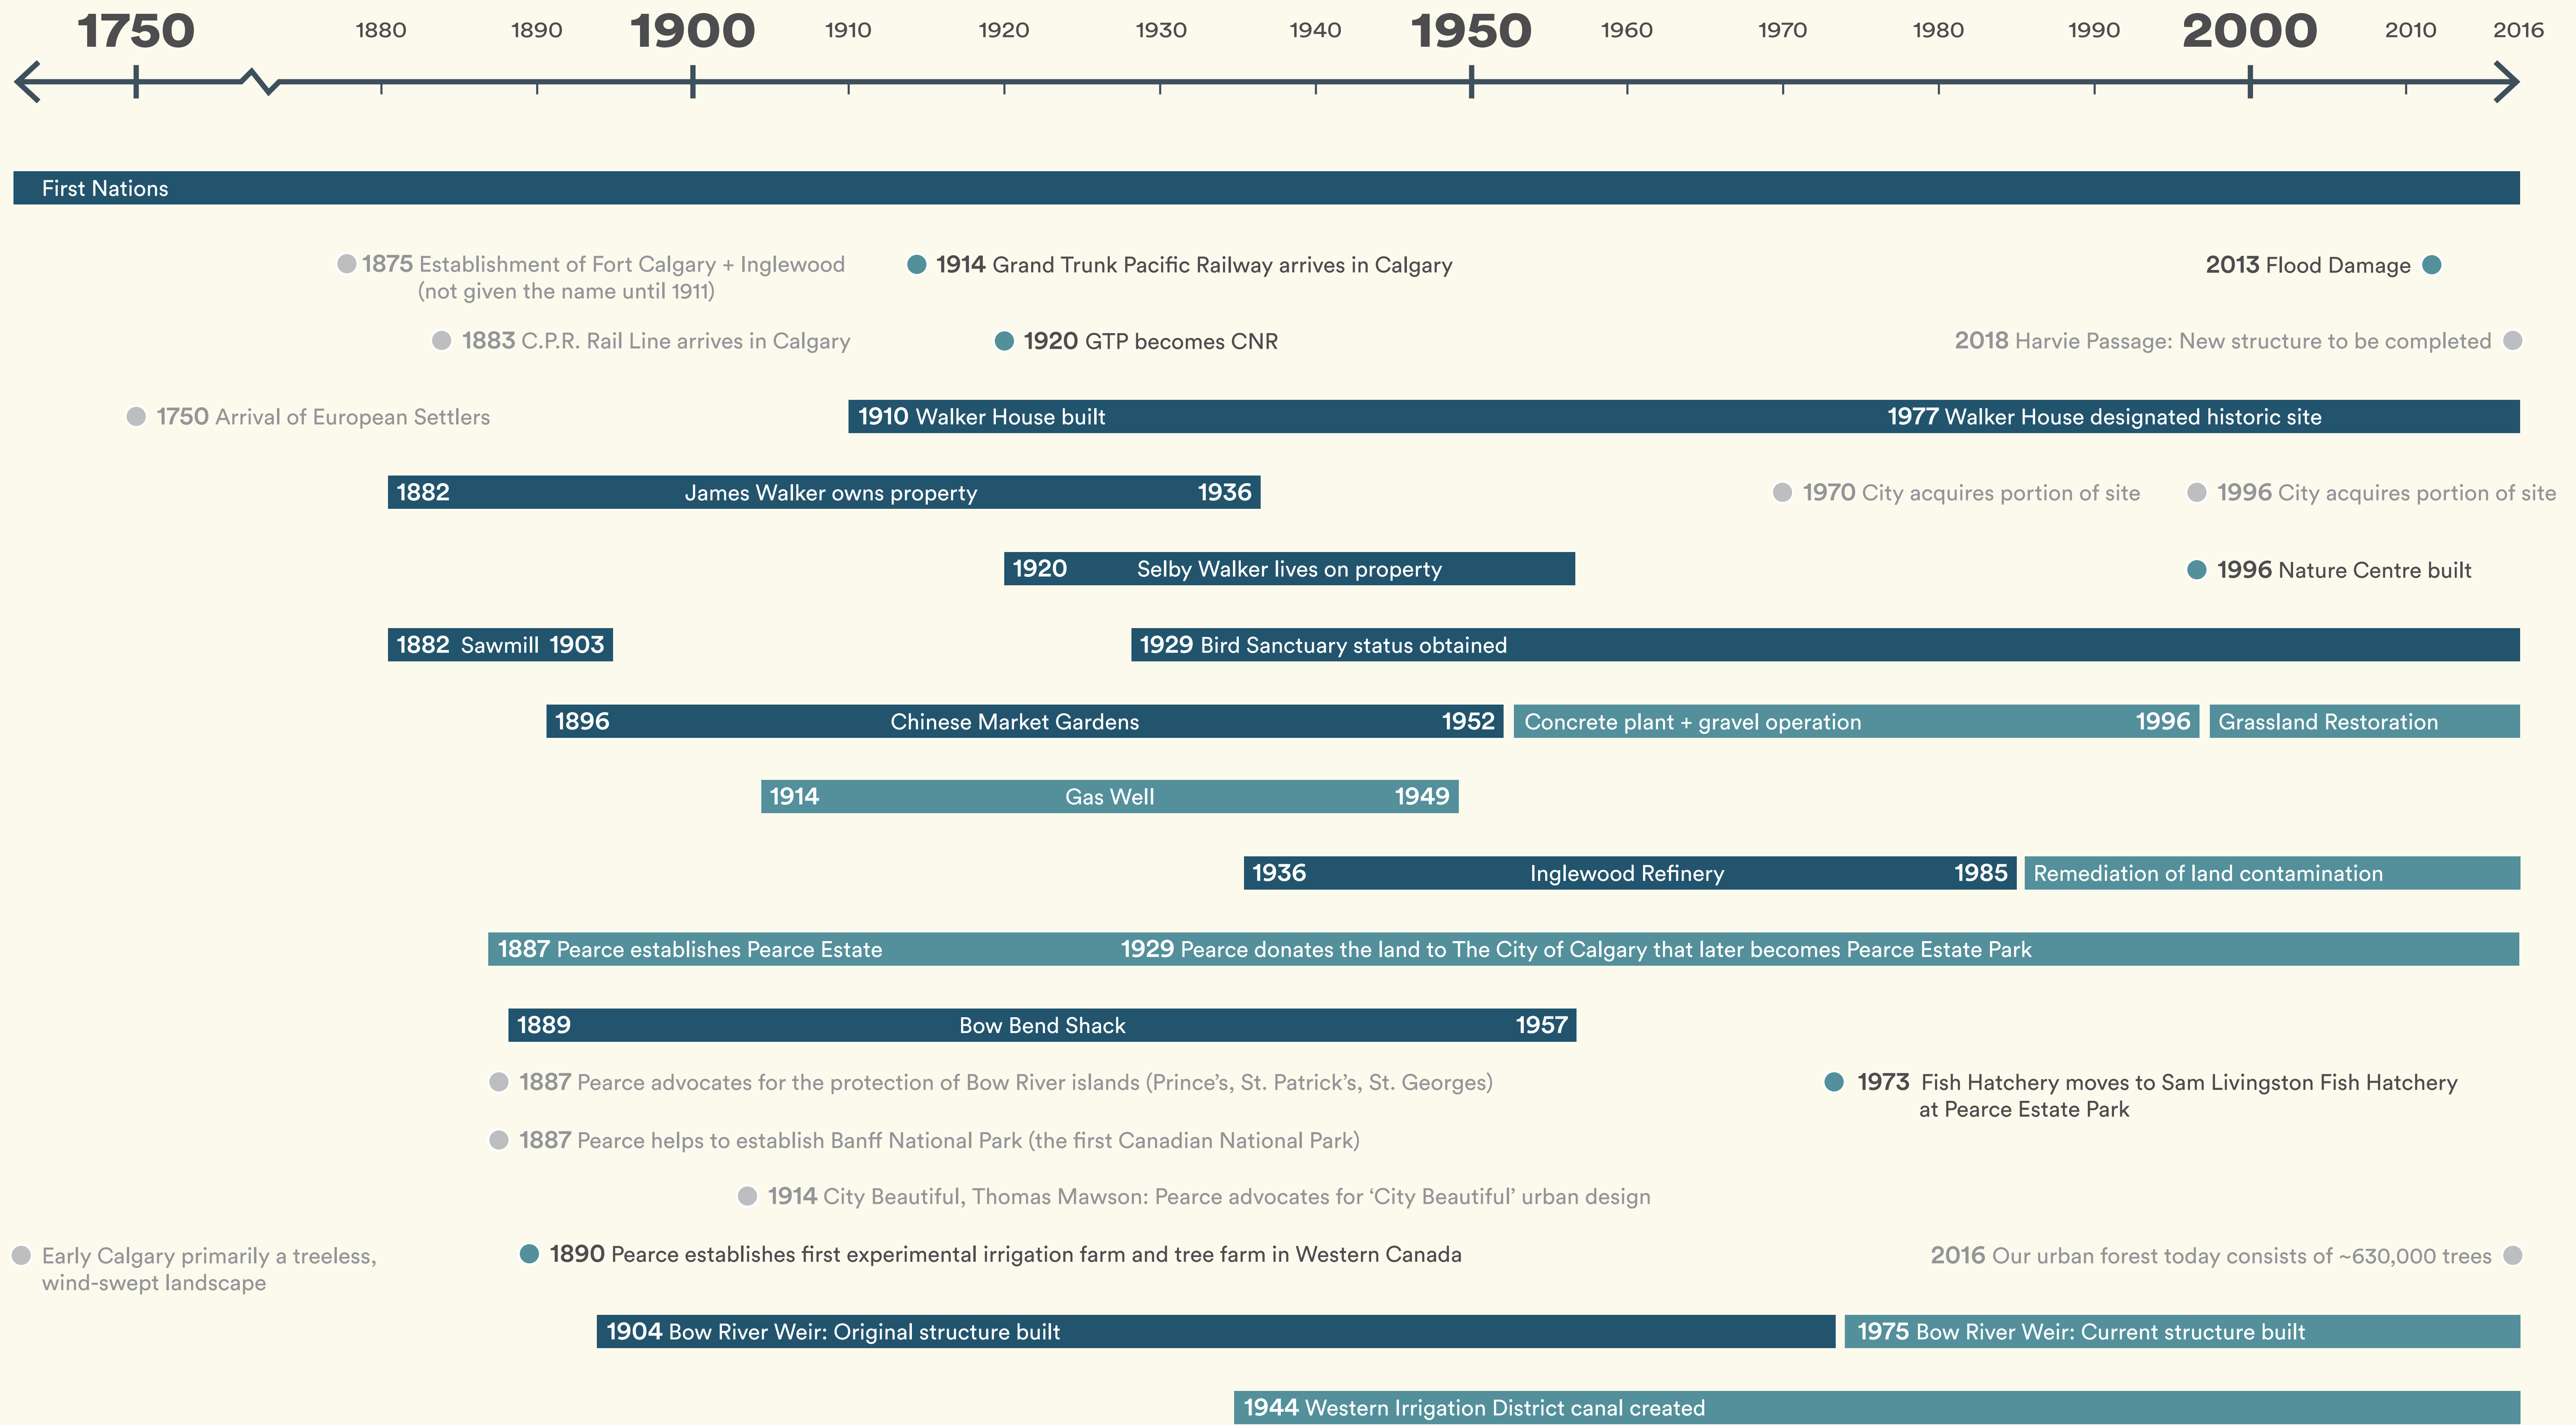 1750 1880 1890 1900 1910 1920 1930 1940 1950 1960 1970 1980 1990 2000 2010 2016
First Nations
1875 Establishment of Fort Calgary + Inglewood
(not given the name until 1911)
1914 Grand Trunk Pacific Railway arrives in Calgary
2013 Flood Damage
1883 C.P.R. Rail Line arrives in Calgary
1920 GTP becomes CNR
2018 Harvie Passage: New structure to be completed
1750 Arrival of European Settlers
1910 Walker House built
1977 Walker House designated historic site
1882 James Walker owns property 1936
1970 City acquires portion of site
1996 City acquires portion of site
1920 Selby Walker lives on property
1996 Nature Centre built
1882 Sawmill 1903
1929 Bird Sanctuary status obtained
1896 Chinese Market Gardens 1952
Concrete plant + gravel operation 1996
Grassland Restoration
1914 Gas Well 1949
1936 Inglewood Refinery 1985
Remediation of land contamination
1887 Pearce establishes Pearce Estate
1929 Pearce donates the land to The City of Calgary that later becomes Pearce Estate Park
1889 Bow Bend Shack 1957
1887 Pearce advocates for the protection of Bow River islands (Prince’s, St. Patrick’s, St. Georges)
1973 Fish Hatchery moves to Sam Livingston Fish Hatchery
at Pearce Estate Park
1887 Pearce helps to establish Banff National Park (the first Canadian National Park)
1914 City Beautiful, Thomas Mawson: Pearce advocates for ‘City Beautiful’ urban design
Early Calgary primarily a treeless,
wind-swept landscape
1890 Pearce establishes first experimental irrigation farm and tree farm in Western Canada
2016 Our urban forest today consists of ~630,000 trees
1904 Bow River Weir: Original structure built
1975 Bow River Weir: Current structure built
1944 Western Irrigation District canal created